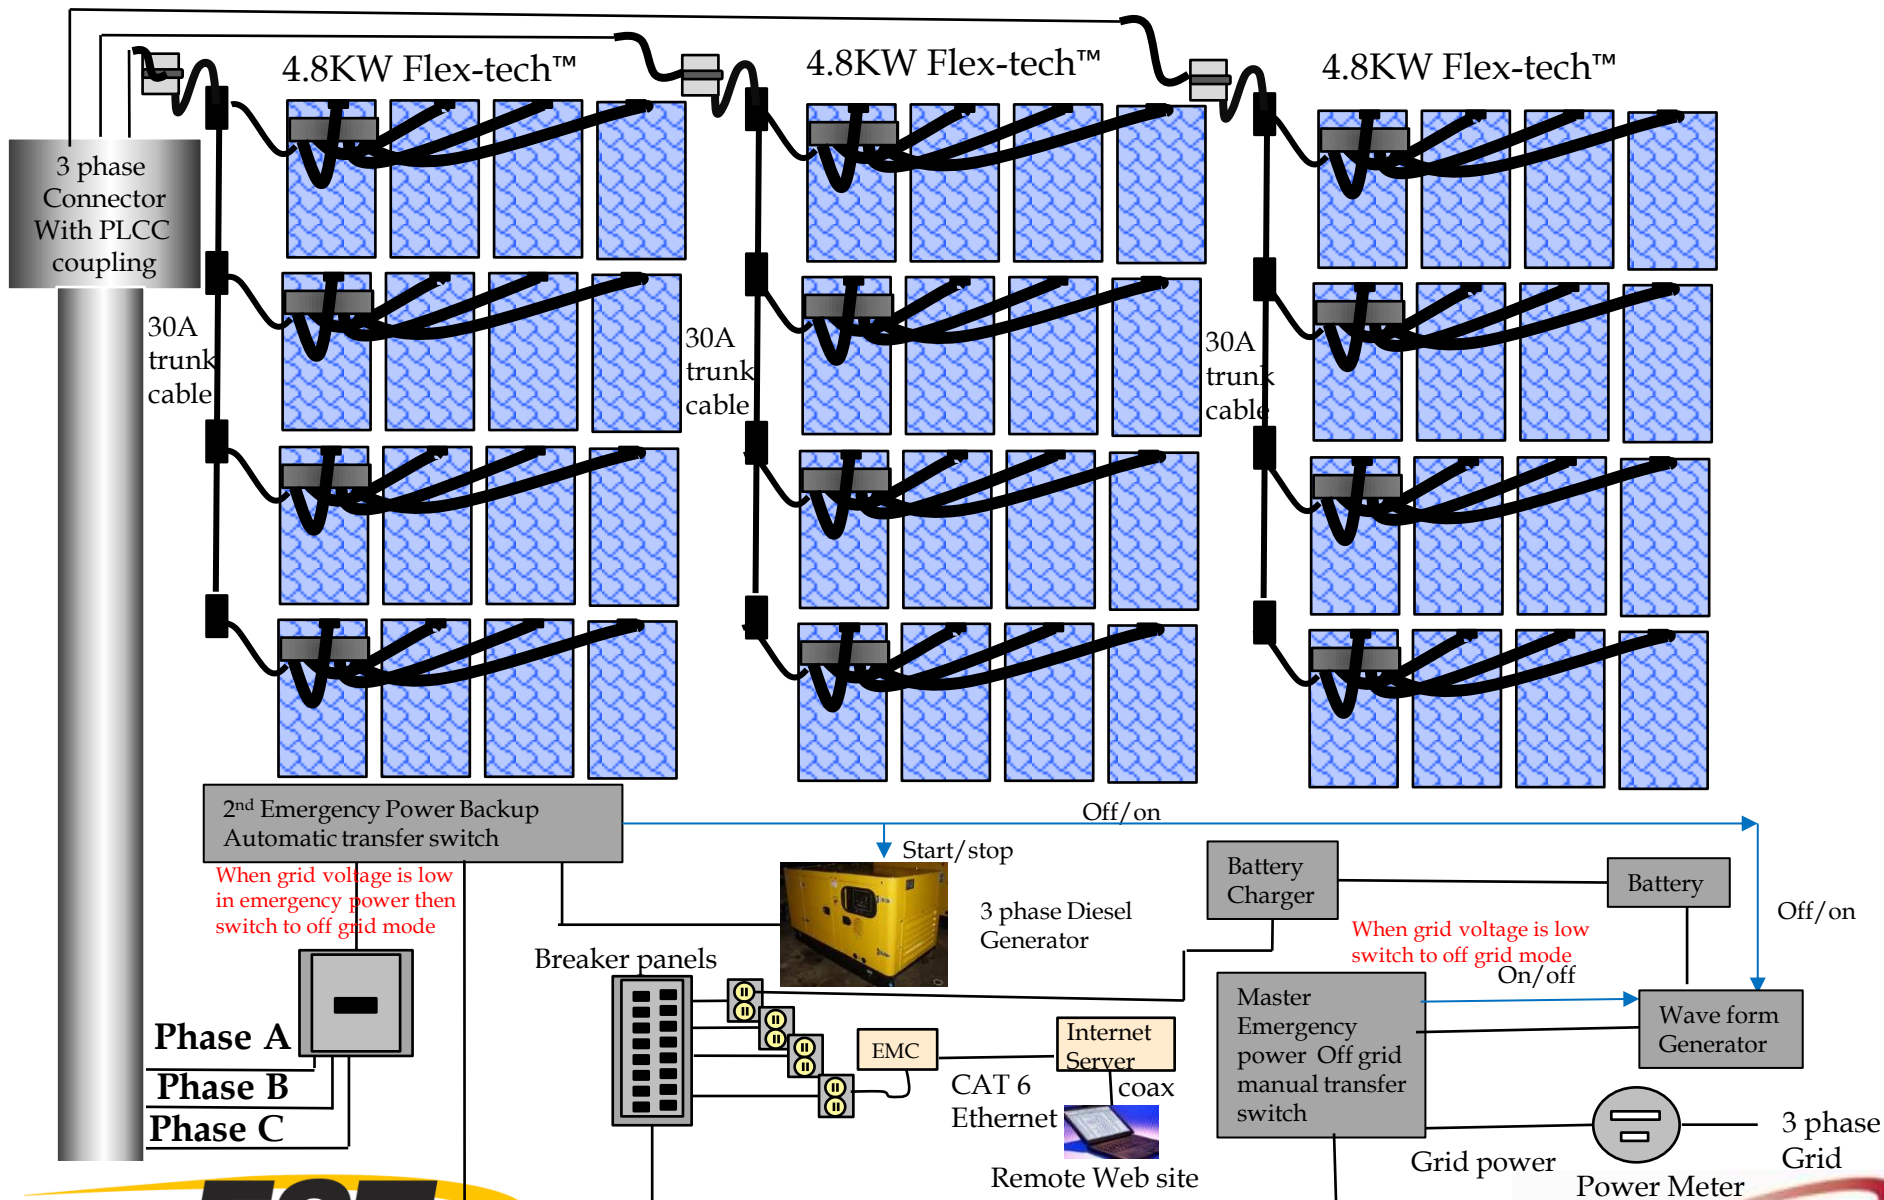 4.8KW Flex-tech™
4.8KW Flex-tech™
4.8KW Flex-tech™
3 phase
Connector
With PLCC
coupling
30A
trunk
cable
30A
trunk
cable
30A
trunk
cable
2nd Emergency Power Backup
Automatic transfer switch
Off/on
Start/stop
When grid voltage is low
in emergency power then
switch to off grid mode
3 phase Diesel
Generator
Battery
Charger
Battery
Off/on
When grid voltage is low
switch to off grid mode
On/off
Breaker panels
Master
Emergency
power Off grid
manual transfer
switch
Wave form
Generator
Phase A
Phase B
Phase C
EMC
Internet
Server
CAT 6
Ethernet
coax
Remote Web site
Grid power
3 phase
Grid
Power Meter